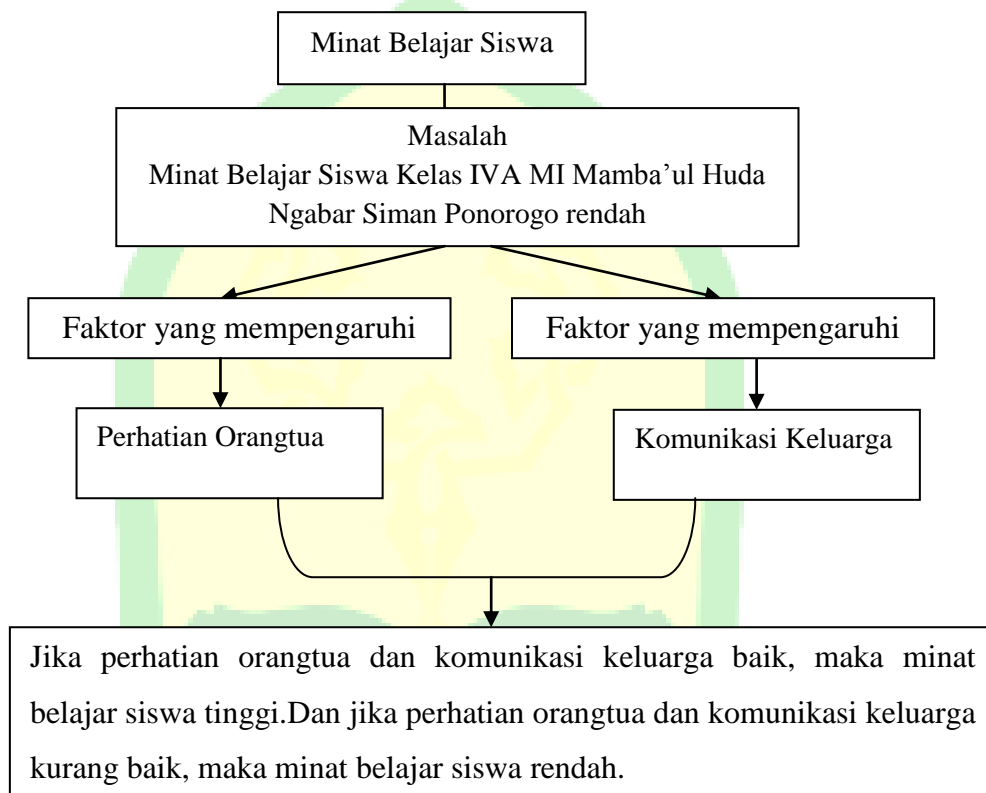 Minat Belajar Siswa
Masalah
Minat Belajar Siswa Kelas IVA MI Mamba’ul Huda
Ngabar Siman Ponorogo rendah
Faktor yang mempengaruhi
Faktor yang mempengaruhi
Perhatian Orangtua
Komunikasi Keluarga
Jika perhatian orangtua dan komunikasi keluarga baik, maka minat
belajar siswa tinggi.Dan jika perhatian orangtua dan komunikasi keluarga
kurang baik, maka minat belajar siswa rendah.